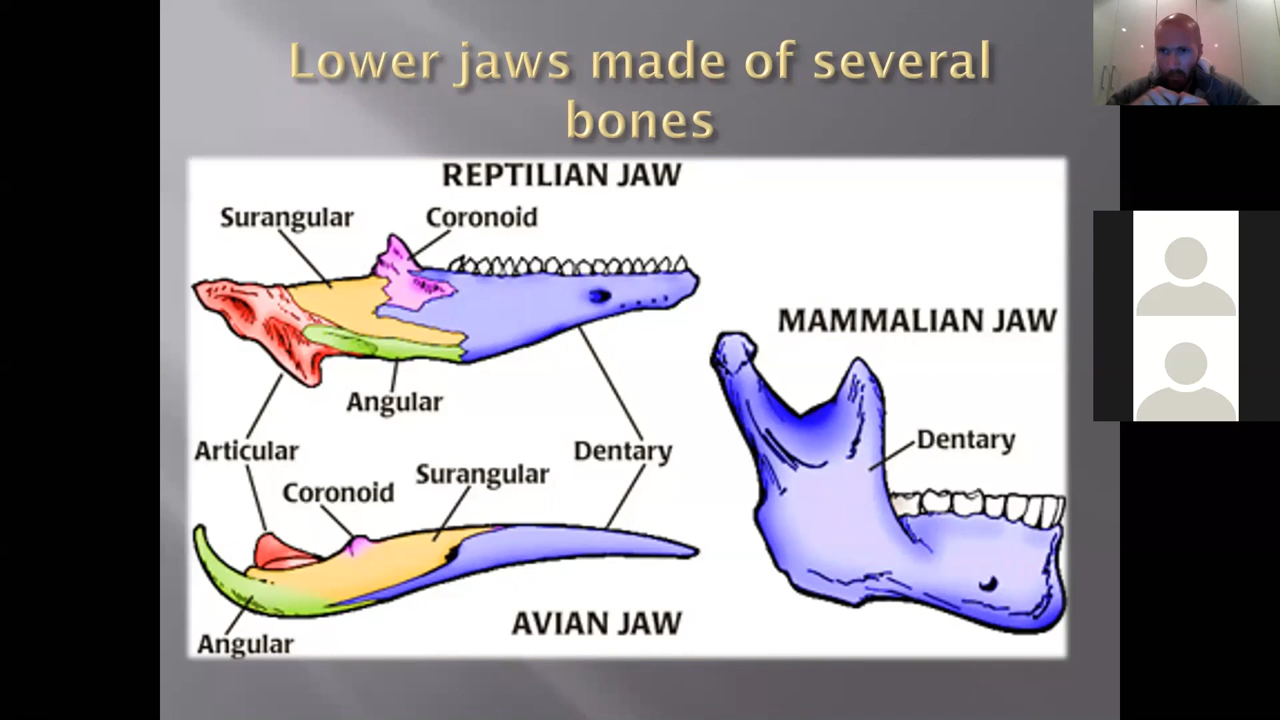 Lower jaws made of several
bones
REPTILIAN JAW
Surangular
Coronoid
Angular
Articular
Dentary
MAMMALIAN JAW
Dentary
Coronoid
Surangular
Angular
AVIAN JAW